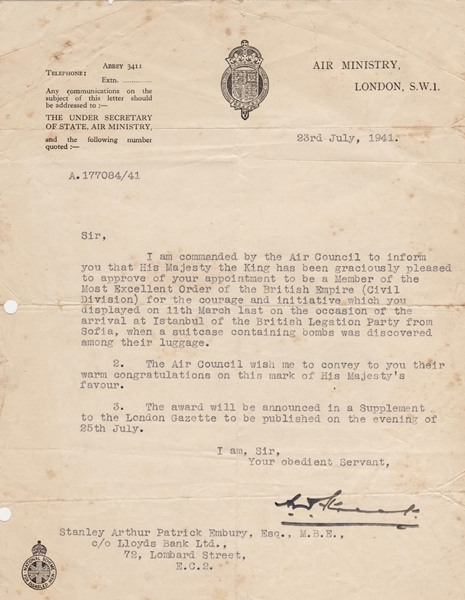 TELEPHONE: ABBEY 3411
Extn. ............
Any communications on the
subject of this letter should
be addressed to :—
THE UNDER SECRETARY
OF STATE, AIR MINISTRY,
and the following number
quoted :—
A.177084/41
AIR MINISTRY,
LONDON, S.W.1.
23rd July, 1941.
Sir,
I am commanded by the Air Council to inform
you that His Majesty the King has been graciously pleased
to approve of your appointment to be a Member of the
Most Excellent Order of the British Empire (Civil
Division) for the courage and initiative which you
displayed on 11th March last on the occasion of the
arrival at Istanbul of the British Legation Party from
Sofia, when a suitcase containing bombs was discovered
among their luggage.
2. The Air Council wish me to convey to you their
warm congratulations on this mark of His Majesty's
favour.
3. The award will be announced in a Supplement
to the London Gazette to be published on the evening of
25th July.
I am, Sir,
Your obedient Servant,
Stanley Arthur Patrick Embury, Esq., M.B.E.,
c/o Lloyds Bank Ltd.,
72, Lombard Street,
E.C.2.